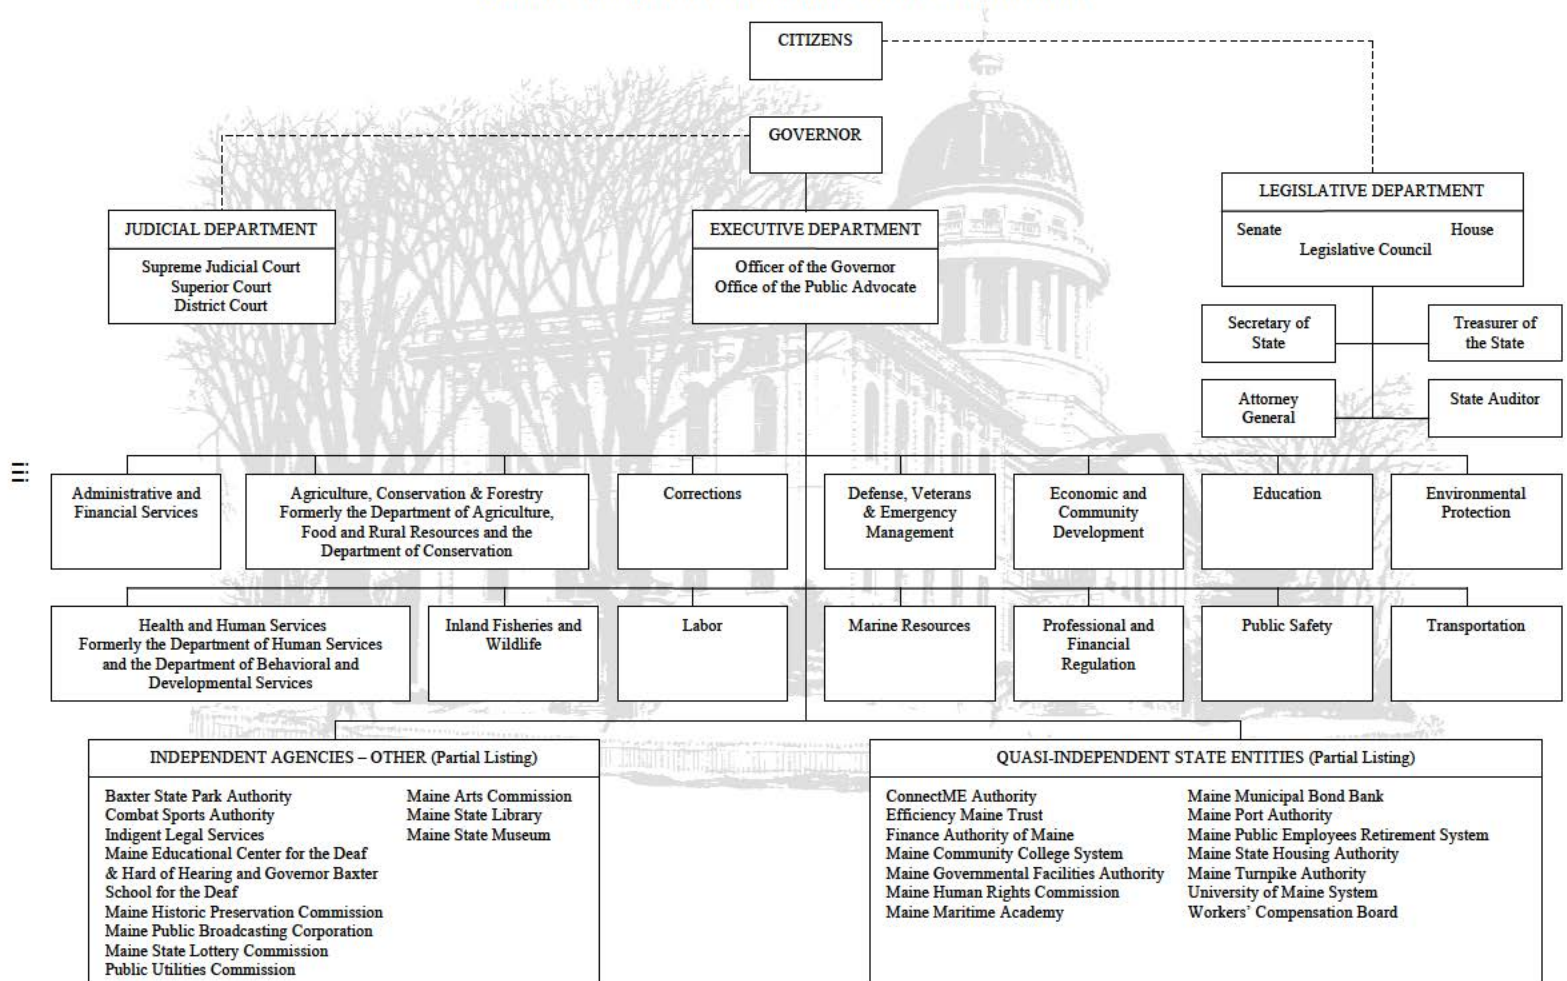 CITIZENS
GOVERNOR
JUDICIAL DEPARTMENT
Supreme Judicial Court
Superior Court
District Court
EXECUTIVE DEPARTMENT
Officer of the Governor
Office of the Public Advocate
LEGISLATIVE DEPARTMENT
Senate House
Legislative Council
Secretary of
State
Treasurer of
the State
Attorney
General
State Auditor
iii
Administrative and
Financial Services
Agriculture, Conservation & Forestry
Formerly the Department of Agriculture,
Food and Rural Resources and the
Department of Conservation
Corrections
Defense, Veterans
& Emergency
Management
Economic and
Community
Development
Education
Environmental
Protection
Health and Human Services
Formerly the Department of Human Services
and the Department of Behavioral and
Developmental Services
Inland Fisheries and
Wildlife
Labor
Marine Resources
Professional and
Financial
Regulation
Public Safety
Transportation
INDEPENDENT AGENCIES – OTHER (Partial Listing)
Baxter State Park Authority
Combat Sports Authority
Indigent Legal Services
Maine Educational Center for the Deaf
& Hard of Hearing and Governor Baxter
School for the Deaf
Maine Historic Preservation Commission
Maine Public Broadcasting Corporation
Maine State Lottery Commission
Public Utilities Commission
Maine Arts Commission
Maine State Library
Maine State Museum
QUASI-INDEPENDENT STATE ENTITIES (Partial Listing)
ConnectME Authority
Efficiency Maine Trust
Finance Authority of Maine
Maine Community College System
Maine Governmental Facilities Authority
Maine Human Rights Commission
Maine Maritime Academy
Maine Municipal Bond Bank
Maine Port Authority
Maine Public Employees Retirement System
Maine State Housing Authority
Maine Turnpike Authority
University of Maine System
Workers' Compensation Board